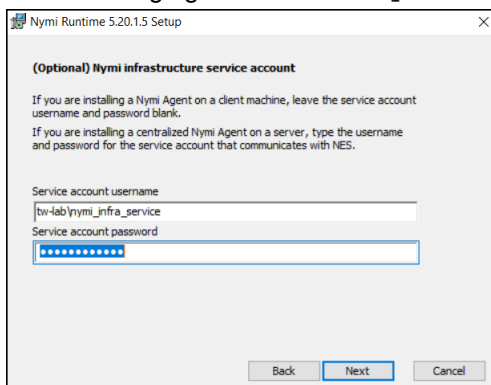 Nymi Runtime 5.20.1.5 Setup
(Optional) Nymi infrastructure service account
If you are installing a Nymi Agent on a client machine, leave the service account
username and password blank.
If you are installing a centralized Nymi Agent on a server, type the username
and password for the service account that communicates with NES.
Service account username
tw-lab\nymi_infra_service
Service account password
••••••••••••
Back Next Cancel